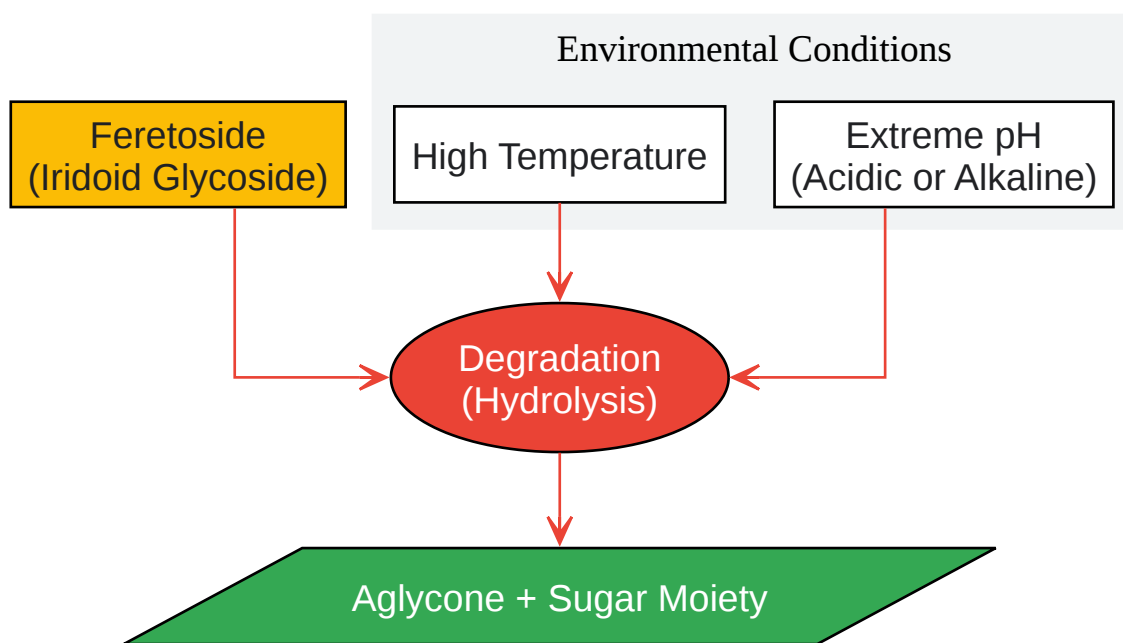 Environmental Conditions
Feretoside
(Iridoid Glycoside)
High Temperature
Extreme pH
(Acidic or Alkaline)
Degradation
(Hydrolysis)
Aglycone + Sugar Moiety